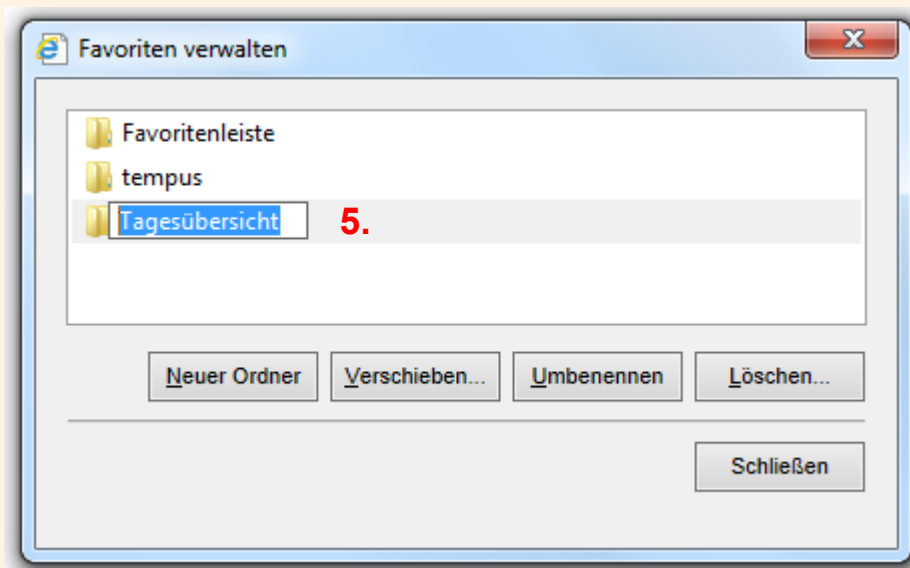 Favoriten verwalten
Favoritenleiste
tempus
Tagesübersicht 5.
Neuer Ordner Verschieben... Umbenennen Löschen...
Schließen